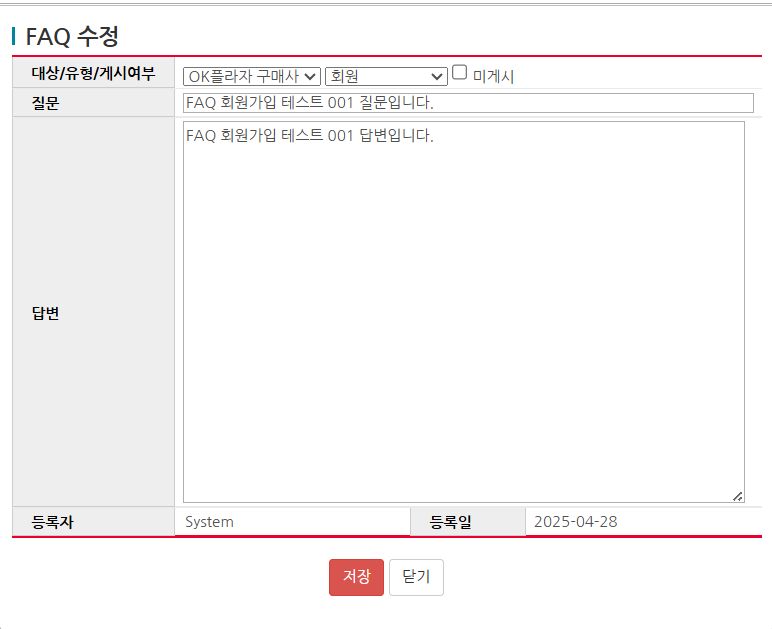 FAQ 수정
대상/유형/게시여부 OK플라자 구매사 회원 미게시
질문 FAQ 회원가입 테스트 001 질문입니다.
답변 FAQ 회원가입 테스트 001 답변입니다.
등록자 System 등록일 2025-04-28
저장 닫기